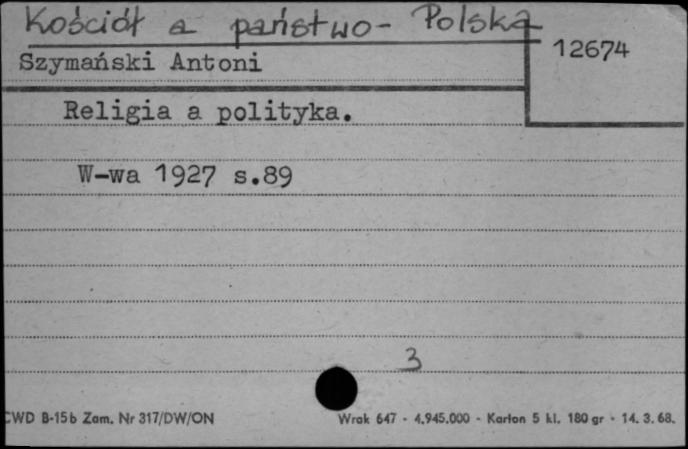 Kościół a państwo - Polska
12674
Szymański Antoni
Religia a polityka.
W-wa 1927 s.89
3
CWD B-15b Zam. Nr 317/DW/ON
Wrak 647 - 4.945.000 - Karton 5 kl. 180 gr - 14. 3. 68.